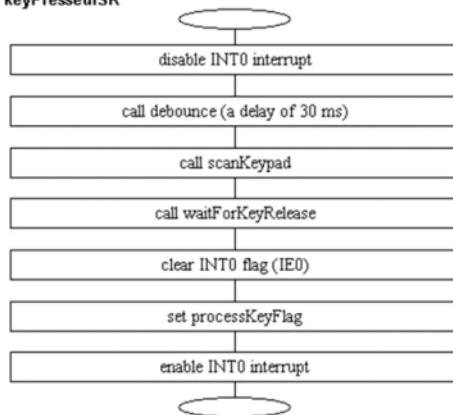 keyPressedISR
disable INT0 interrupt
call debounce (a delay of 30 ms)
call scanKeypad
call waitForKeyRelease
clear INT0 flag (IE0)
set processKeyFlag
enable INT0 interrupt